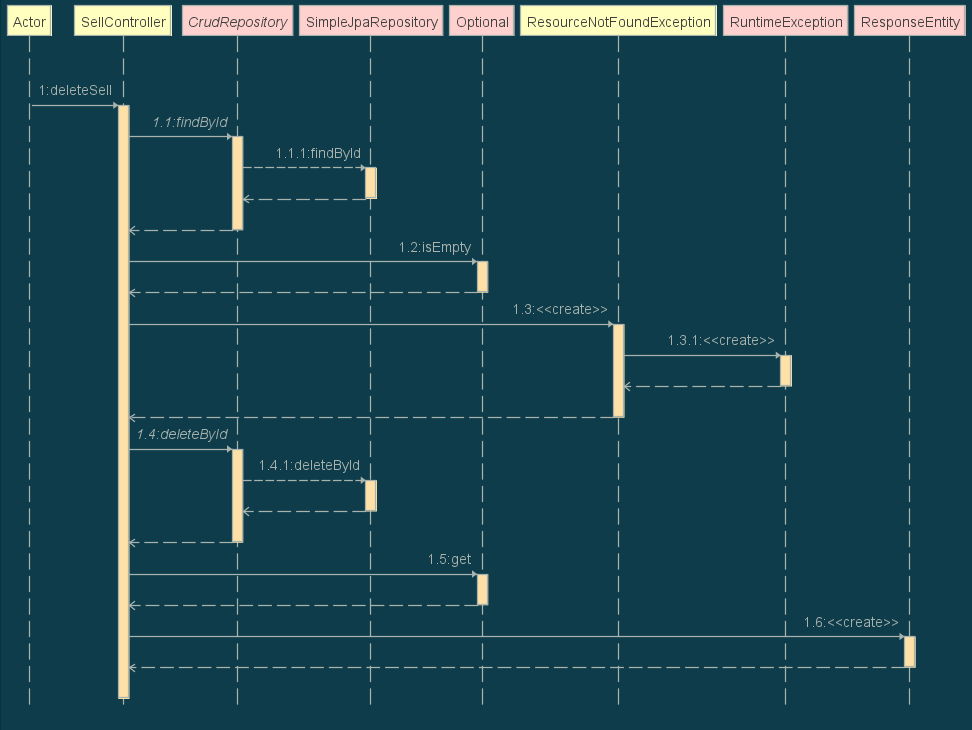 Actor SellController CrudRepository SimpleJpaRepository Optional ResourceNotFoundException RuntimeException ResponseEntity
1:deleteSell
1.1:findById
1.1.1:findById
1.2:isEmpty
1.3:<<create>>
1.3.1:<<create>>
1.4:deleteById
1.4.1:deleteById
1.5:get
1.6:<<create>>